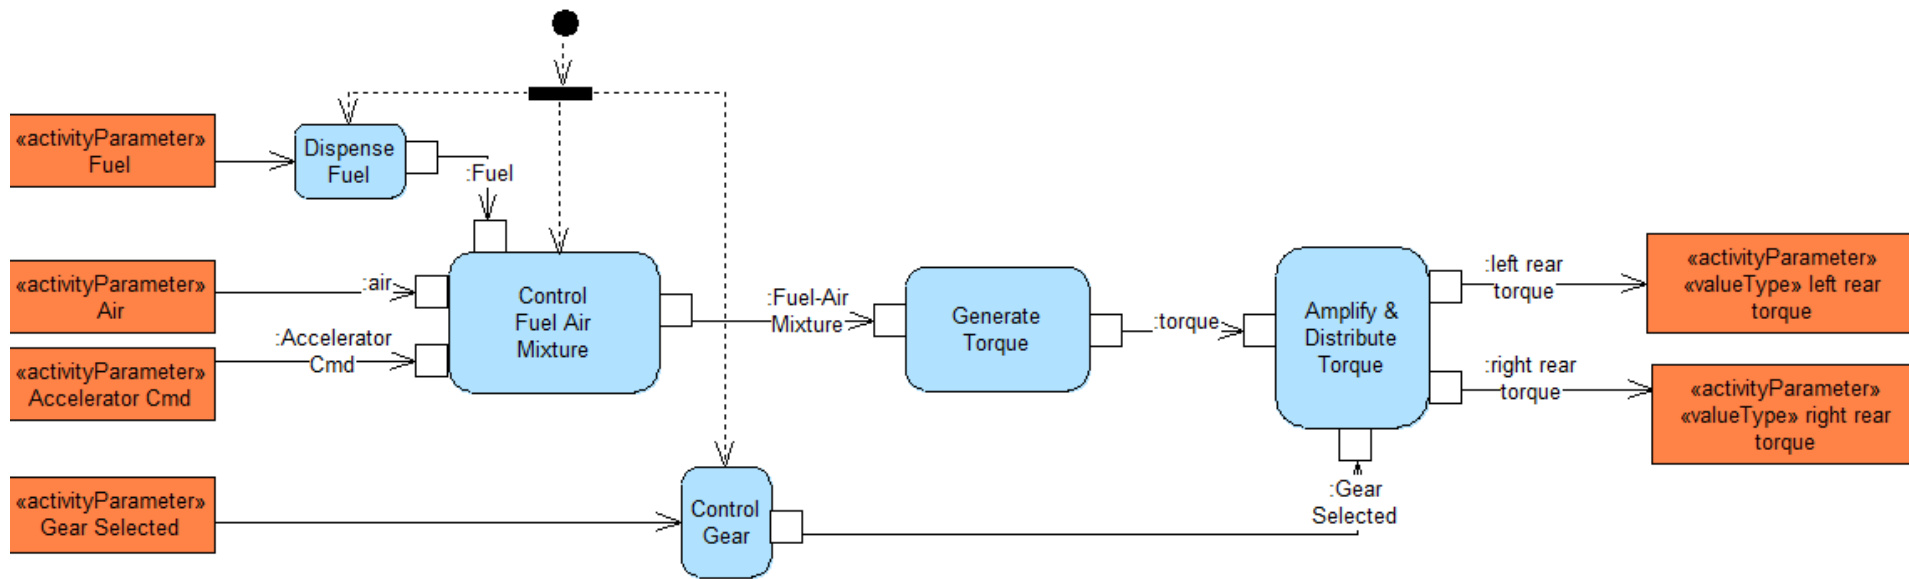 «activityParameter»
Fuel
Dispense
Fuel
:Fuel
«activityParameter»
Air
:air
«activityParameter»
Accelerator Cmd
:Accelerator
Cmd
Control
Fuel Air
Mixture
:Fuel-Air
Mixture
Generate
Torque
:torque
Amplify &
Distribute
Torque
:left rear
torque
«activityParameter»
«valueType» left rear
torque
:right rear
torque
«activityParameter»
«valueType» right rear
torque
«activityParameter»
Gear Selected
Control
Gear
:Gear
Selected